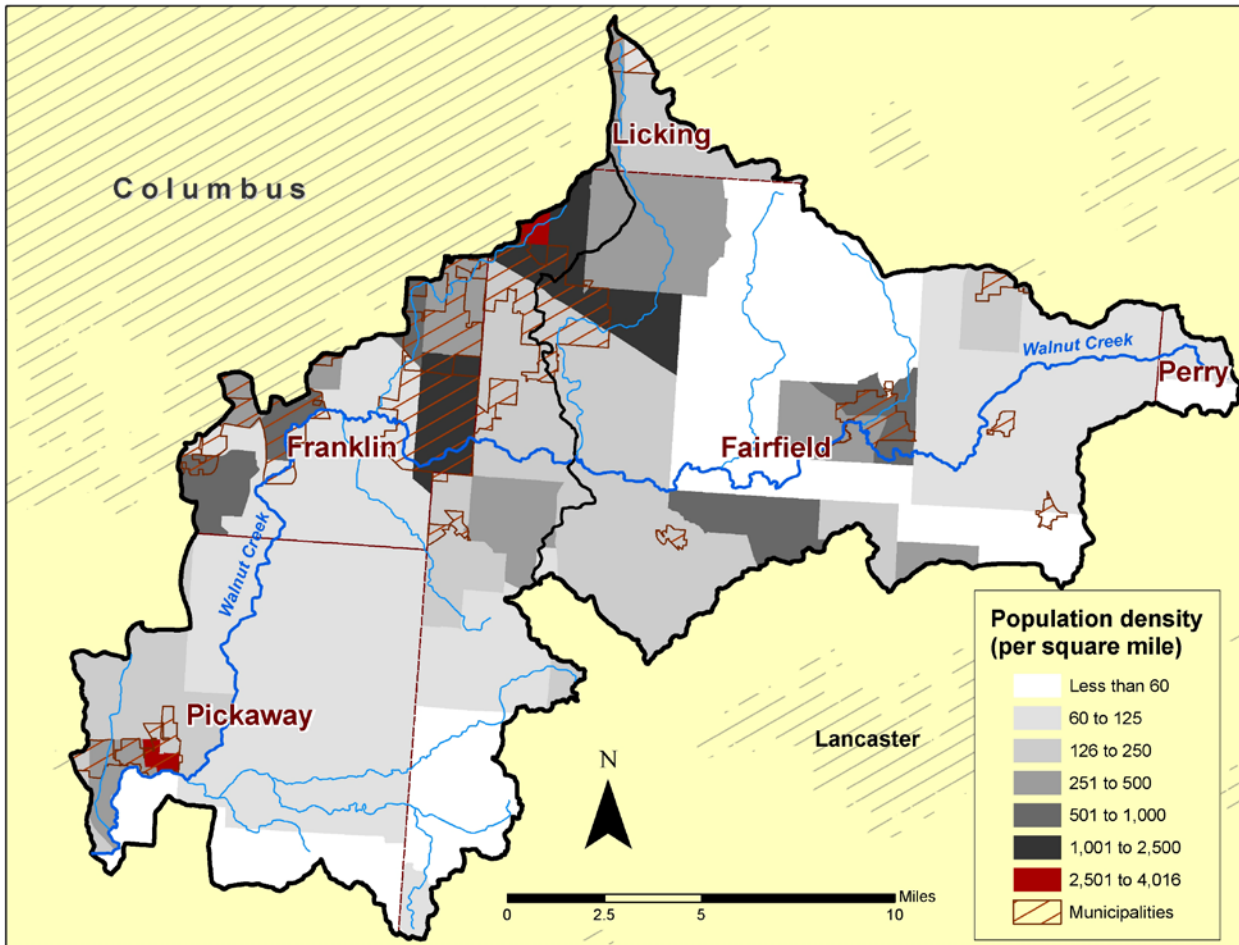 Licking
Columbus
Walnut Creek
Perry
Franklin
Fairfield
Walnut Creek
Pickaway
Lancaster
N
Miles
0 2.5 5 10
Population density
(per square mile)
Less than 60
60 to 125
126 to 250
251 to 500
501 to 1,000
1,001 to 2,500
2,501 to 4,016
Municipalities